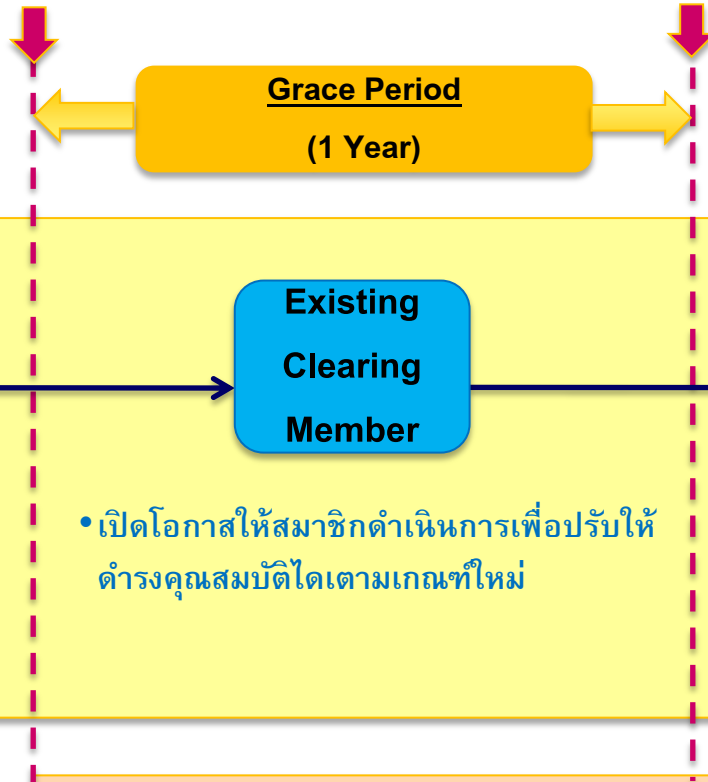 Grace Period
(1 Year)
Existing
Clearing
Member
•เปิดโอกาสให้สมาชิกดำเนินการเพื่อปรับให้
ดำรงคุณสมบัติไดเตามเกณฑ์ใหม่